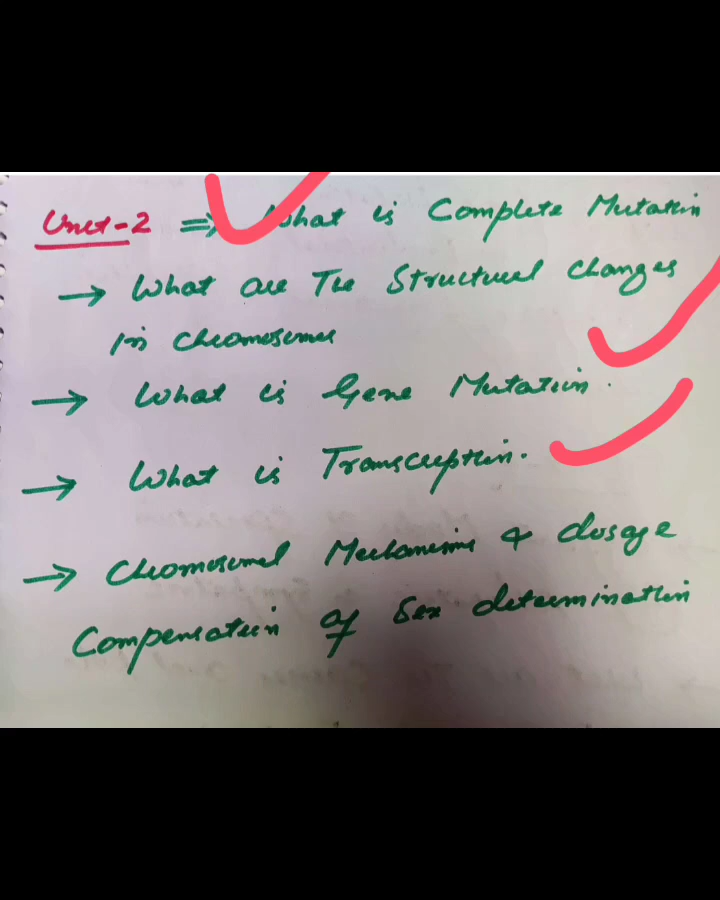 Unit-2 => What is Complete Mutation
→ What are The Structural Changes
in Chromosomes
→ What is Gene Mutation.
→ What is Transcription.
→ Chromosomal Mechanisms & dosage
Compensation of Sex determination